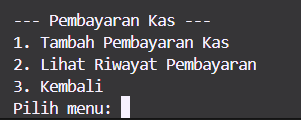 --- Pembayaran Kas ---
1. Tambah Pembayaran Kas
2. Lihat Riwayat Pembayaran
3. Kembali
Pilih menu: